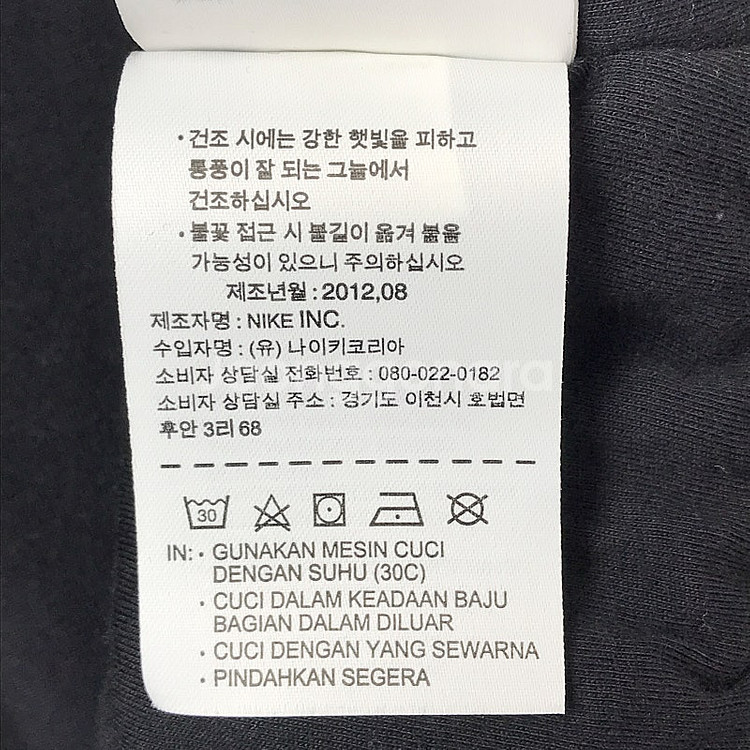 • 건조 시에는 강한 햇빛을 피하고
통풍이 잘 되는 그늘에서
건조하십시오
• 불꽃 접근 시 불길이 옮겨 붙을
가능성이 있으니 주의하십시오
제조년월 : 2012,08
제조자명 : NIKE INC.
수입자명 : (유) 나이키코리아
소비자 상담실 전화번호 : 080-022-0182
소비자 상담실 주소 : 경기도 이천시 호법면
후안 3리 68
30
IN: • GUNAKAN MESIN CUCI
DENGAN SUHU (30C)
• CUCI DALAM KEADAAN BAJU
BAGIAN DALAM DILUAR
• CUCI DENGAN YANG SEWARNA
• PINDAHKAN SEGERA